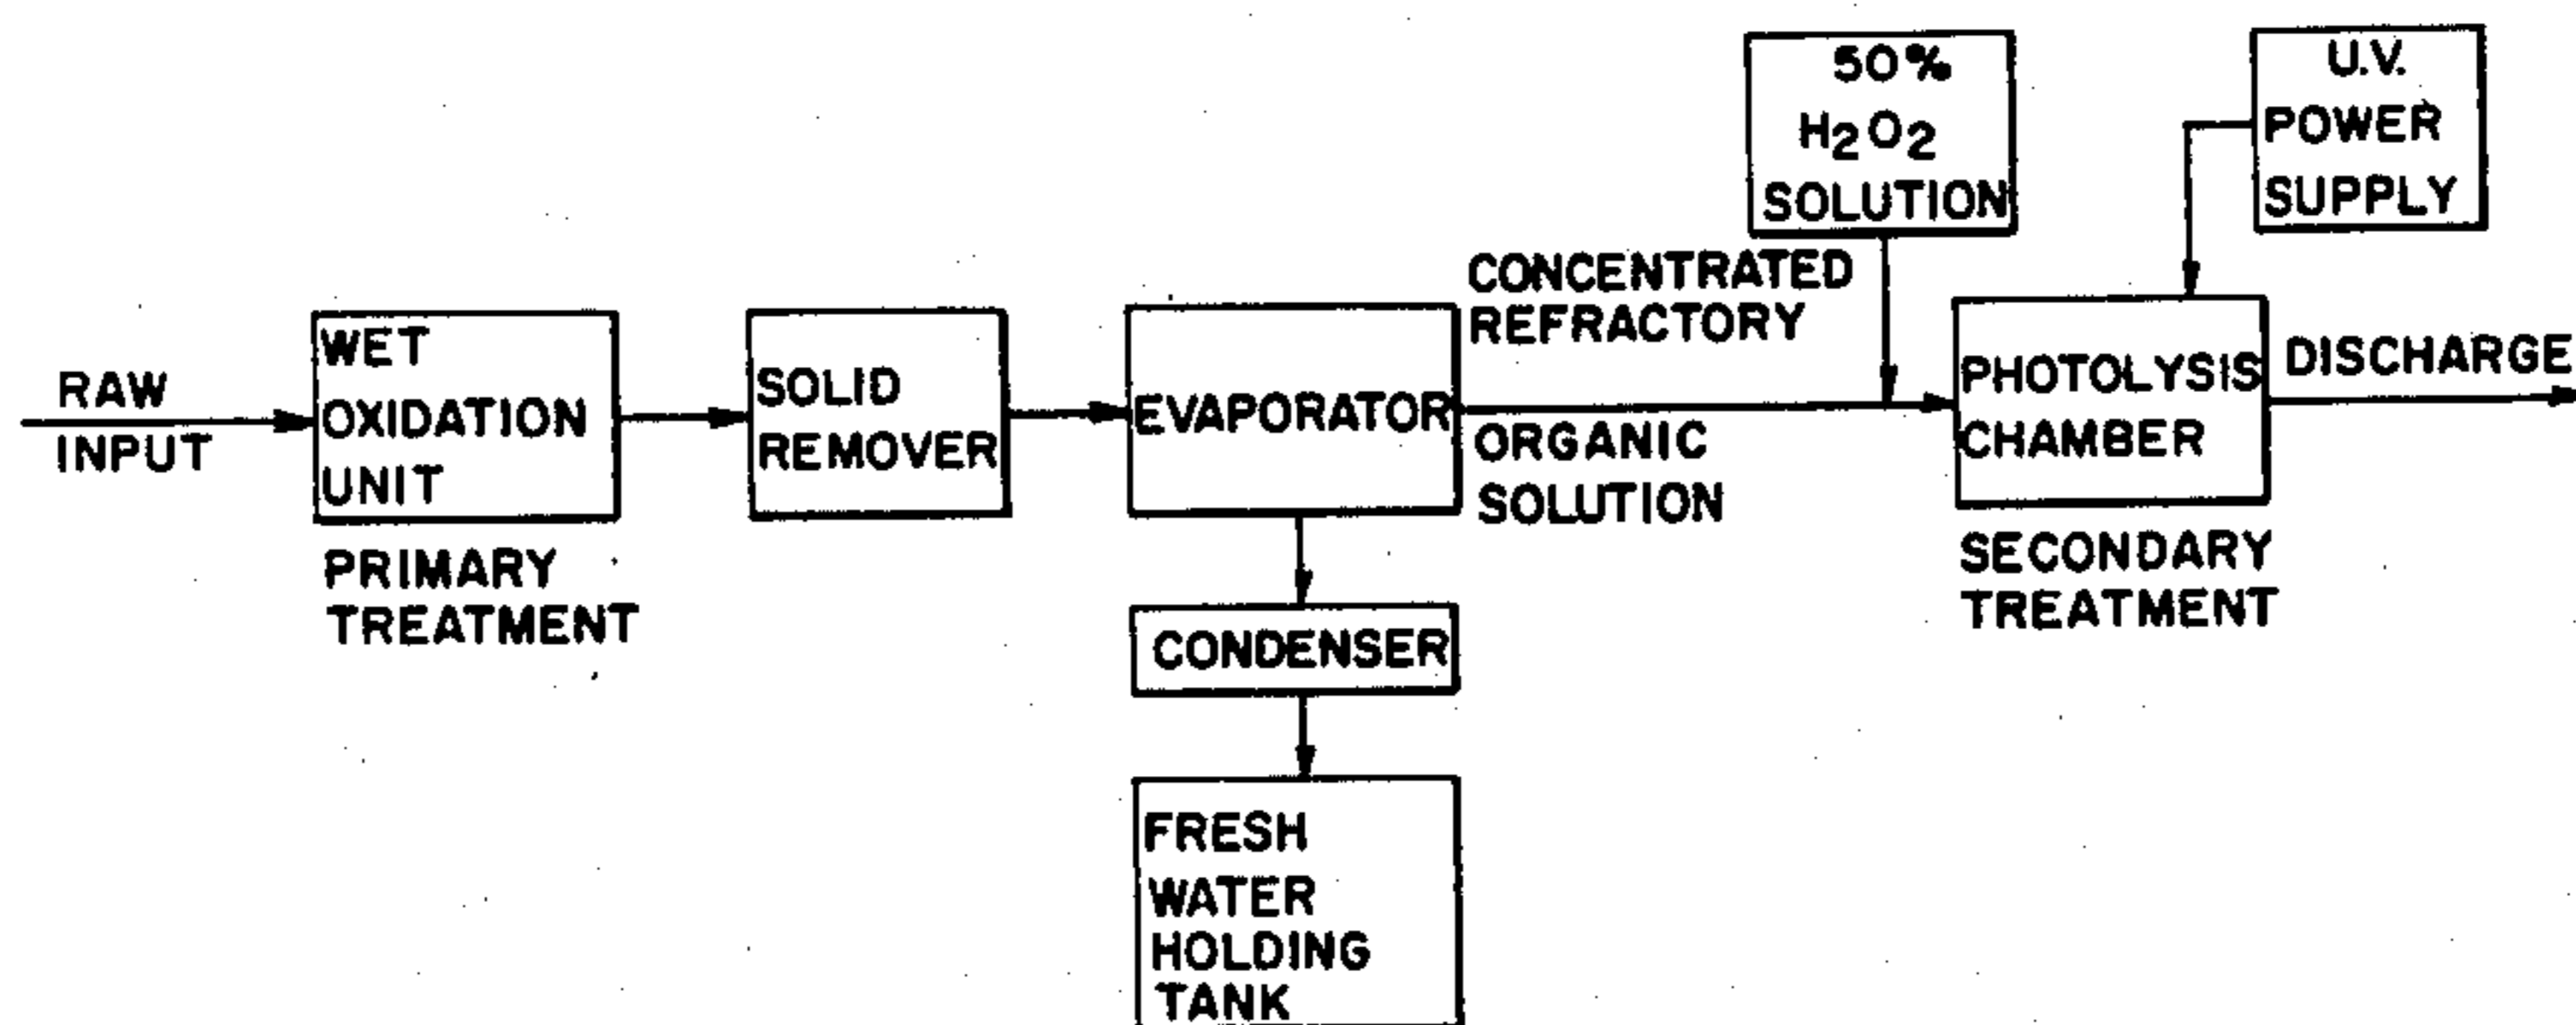 RAW
INPUT
WET
OXIDATION
UNIT
PRIMARY
TREATMENT
SOLID
REMOVER
EVAPORATOR
CONDENSER
FRESH
WATER
HOLDING
TANK
CONCENTRATED
REFRACTORY
ORGANIC
SOLUTION
50%
H₂O₂
SOLUTION
U.V.
POWER
SUPPLY
PHOTOLYSIS
CHAMBER
SECONDARY
TREATMENT
DISCHARGE